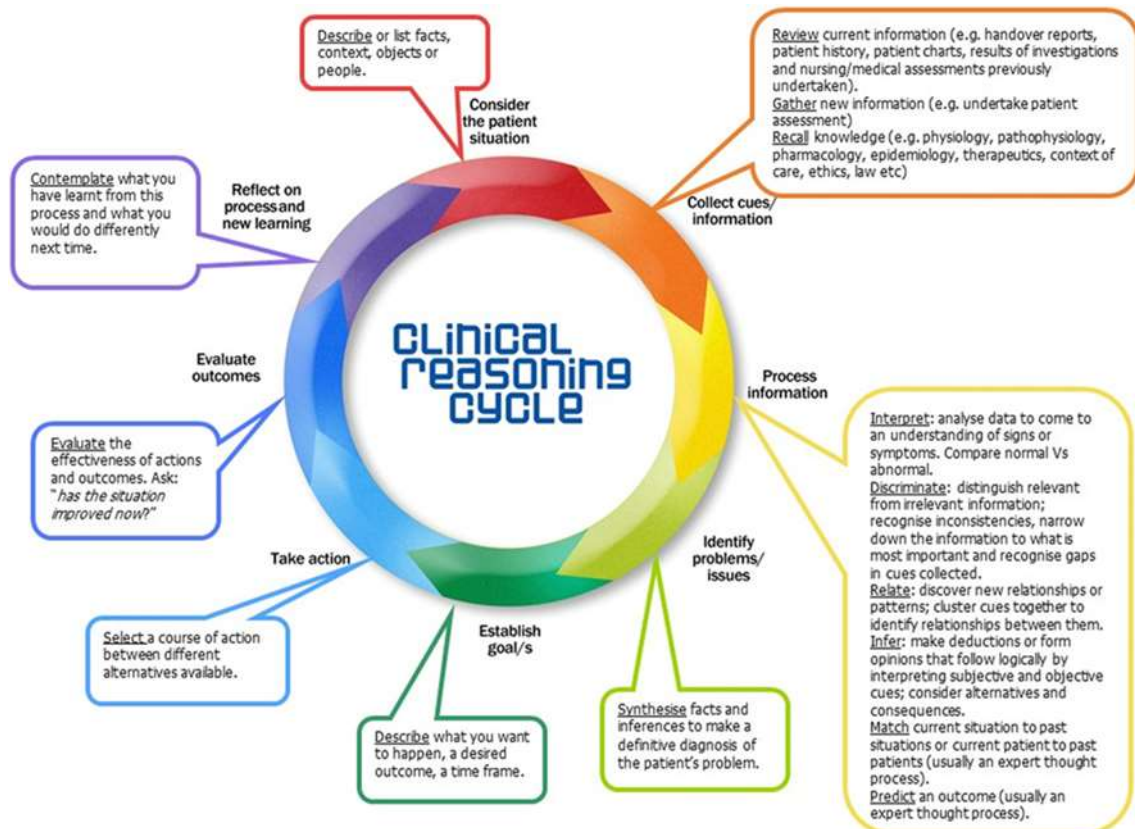 Describe or list facts,
context, objects or
people.
Consider
the patient
situation
Review current information (e.g. handover reports,
patient history, patient charts, results of investigations
and nursing/medical assessments previously
undertaken).
Gather new information (e.g. undertake patient
assessment)
Recall knowledge (e.g. physiology, pathophysiology,
pharmacology, epidemiology, therapeutics, context of
care, ethics, law etc)
Collect cues/
information
Process
information
Interpret: analyse data to come to
an understanding of signs or
symptoms. Compare normal Vs
abnormal.
Discriminate: distinguish relevant
from irrelevant information;
recognise inconsistencies, narrow
down the information to what is
most important and recognise gaps
in cues collected.
Relate: discover new relationships or
patterns; cluster cues together to
identify relationships between them.
Infer: make deductions or form
opinions that follow logically by
interpreting subjective and objective
cues; consider alternatives and
consequences.
Match current situation to past
situations or current patient to past
patients (usually an expert thought
process).
Predict an outcome (usually an
expert thought process).
Identify
problems/
issues
Synthesise facts and
inferences to make a
definitive diagnosis of
the patient's problem.
Establish
goal/s
Describe what you want
to happen, a desired
outcome, a time frame.
Take action
Select a course of action
between different
alternatives available.
Evaluate
outcomes
Evaluate the
effectiveness of actions
and outcomes. Ask:
"has the situation
improved now?"
Reflect on
process and
new learning
Contemplate what you
have learnt from this
process and what you
would do differently
next time.
CLINICAL
REASONING
CYCLE